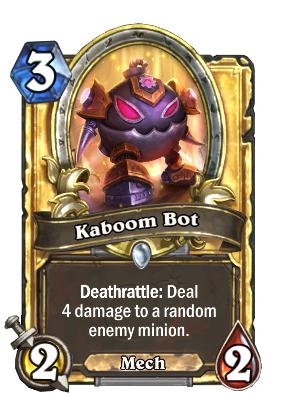 3
Kaboom Bot
Deathrattle: Deal
4 damage to a random
enemy minion.
2
Mech
2